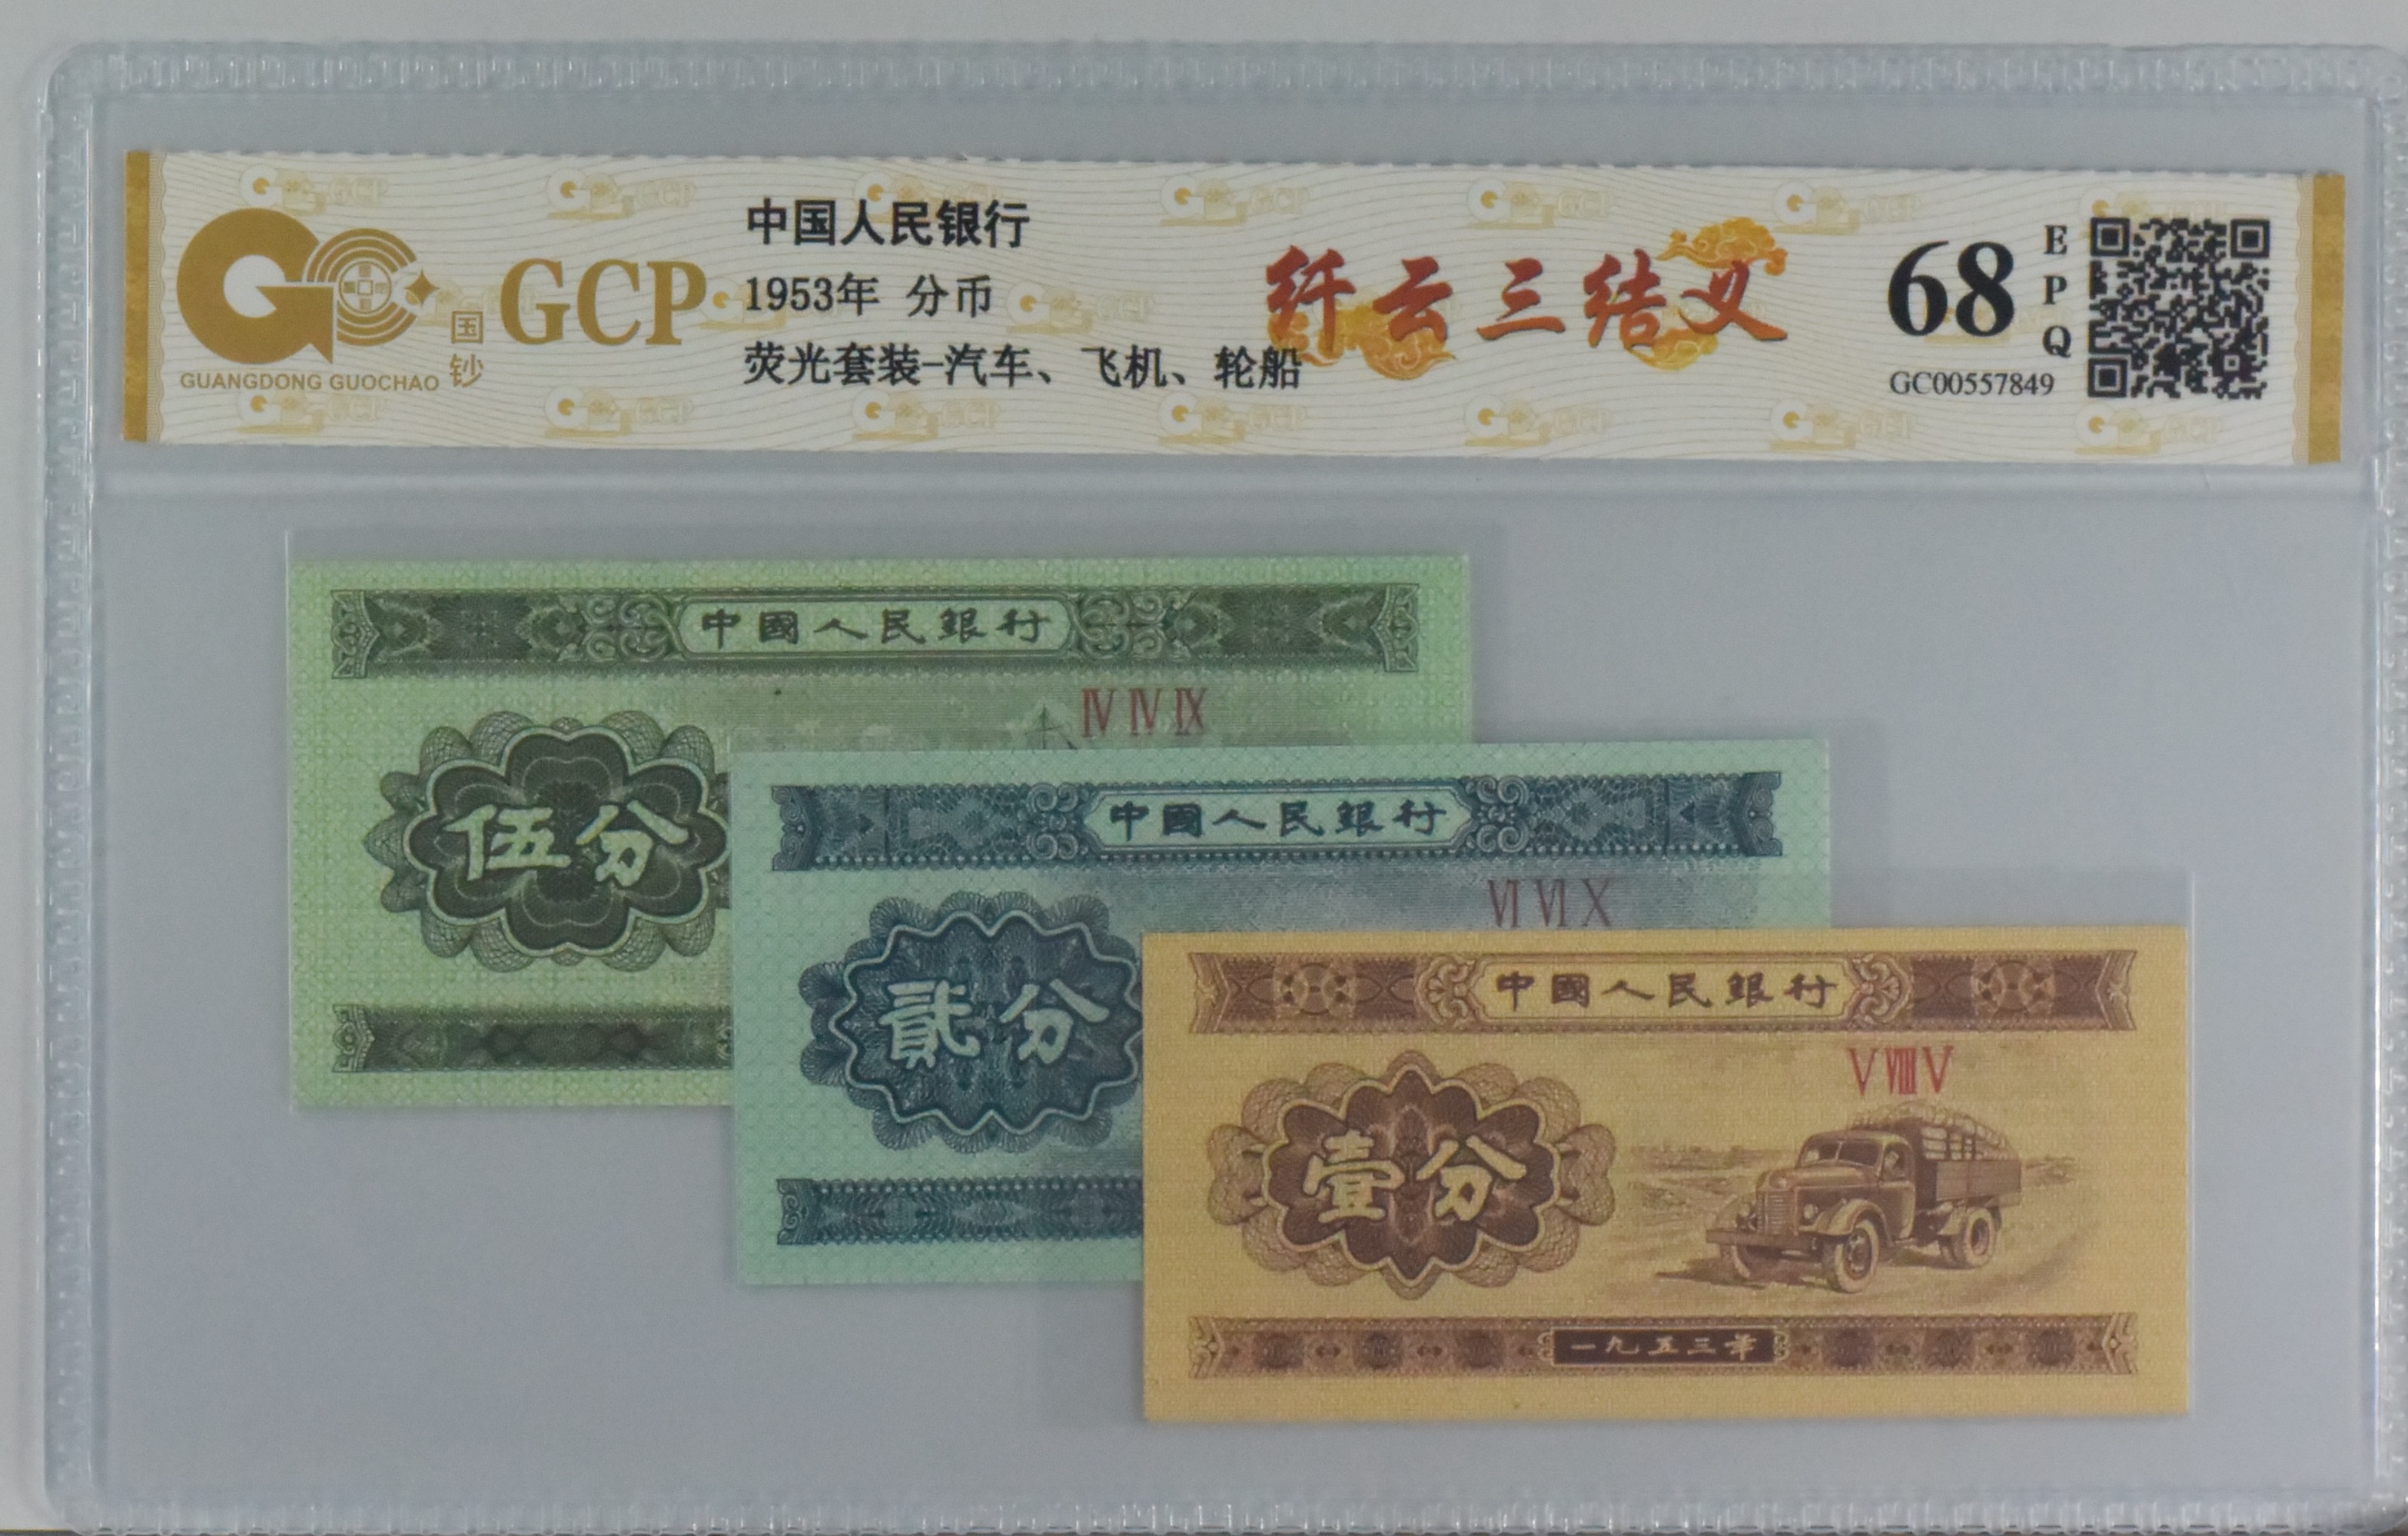 中国人民银行
1953年 分币
荧光套装-汽车、飞机、轮船
GCP
国钞
GUANGDONG GUOCHAO
纤云三结义
68
EPQ
GC00557849
中國人民銀行
IV IV IX
伍分
中國人民銀行
VI VI X
貳分
中國人民銀行
V VIII V
壹分
一九五三年